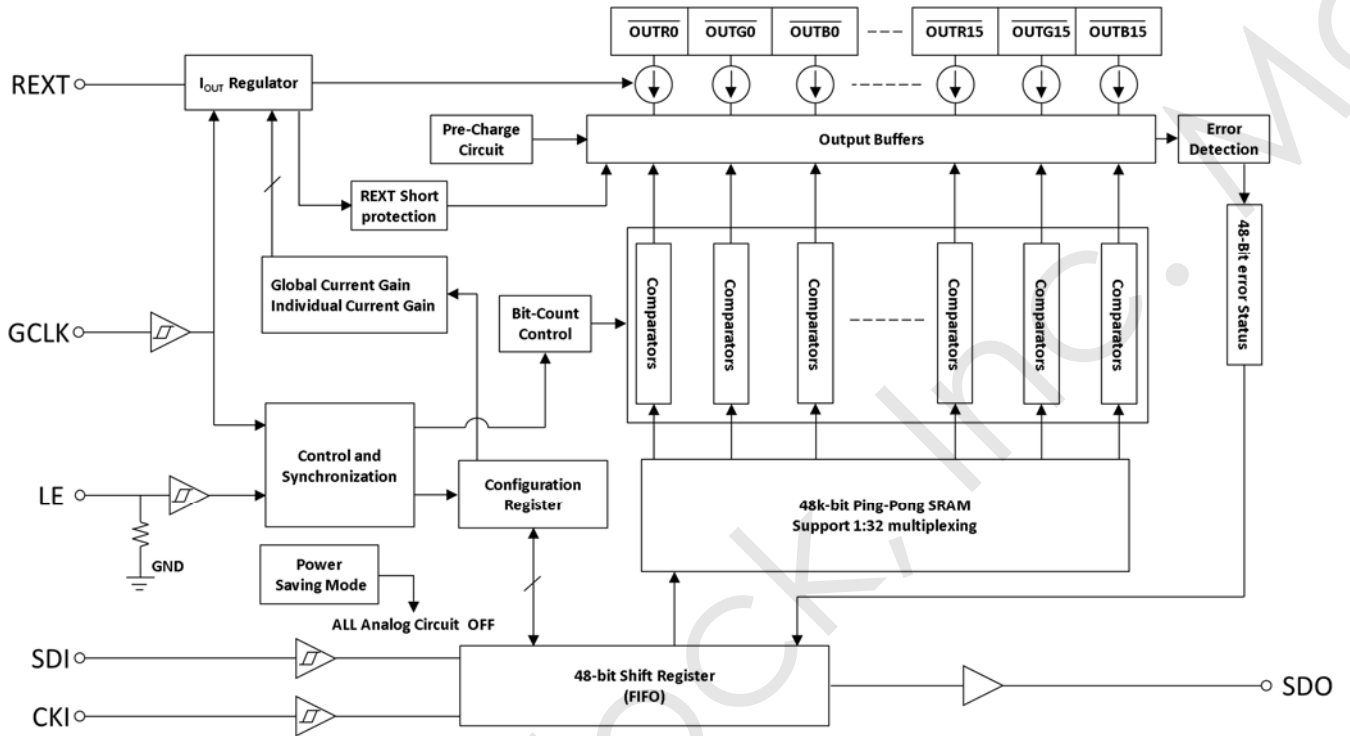 OUTR0 OUTG0 OUTB0 OUTR15 OUTG15 OUTB15
REXT
IOUT Regulator
Pre-Charge
Circuit
Output Buffers
Error
Detection
REXT Short
protection
48-Bit error Status
Global Current Gain
Individual Current Gain
GCLK
Bit-Count
Control
Comparators
Comparators
Comparators
Comparators
Comparators
Comparators
Control and
Synchronization
LE
Configuration
Register
48k-bit Ping-Pong SRAM
Support 1:32 multiplexing
GND
Power
Saving Mode
ALL Analog Circuit OFF
SDI
48-bit Shift Register
(FIFO)
SDO
CKI
ock, Inc. Mo